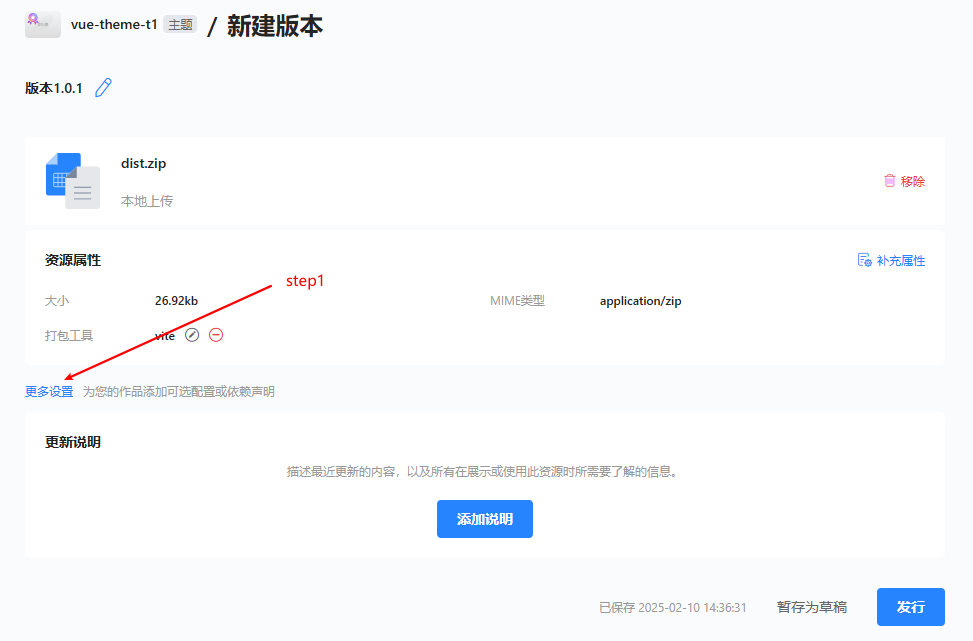 vue-theme-t1 主题 / 新建版本
版本1.0.1
dist.zip
本地上传
移除
资源属性
补充属性
step1
大小 26.92kb MIME类型 application/zip
打包工具 vite
更多设置 为您的作品添加可选配置或依赖声明
更新说明
描述最近更新的内容，以及所有在展示或使用此资源时所需要了解的信息。
添加说明
已保存 2025-02-10 14:36:31 暂存为草稿 发行